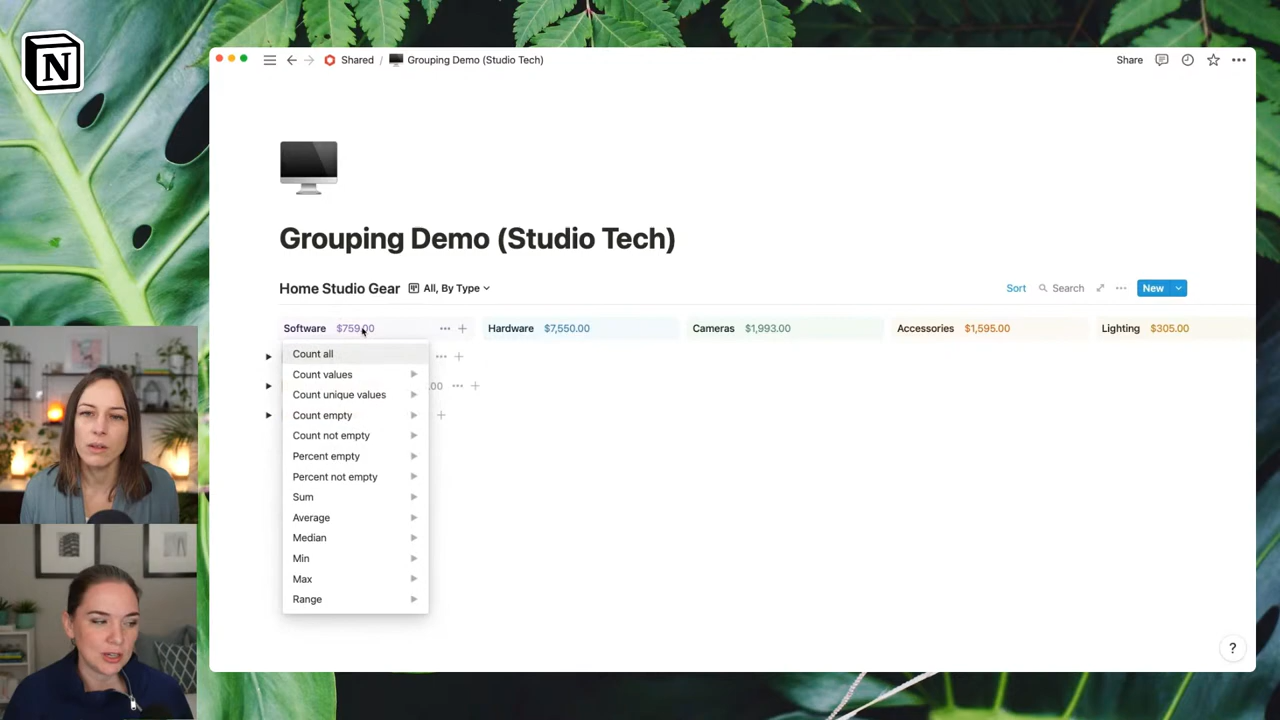 N
Shared / Grouping Demo (Studio Tech)
Share
Grouping Demo (Studio Tech)
Home Studio Gear All, By Type
Sort Search New
Software $759.00 Hardware $7,550.00 Cameras $1,993.00 Accessories $1,595.00 Lighting $305.00
Count all
Count values
.00
Count unique values
Count empty
Count not empty
Percent empty
Percent not empty
Sum
Average
Median
Min
Max
Range
?